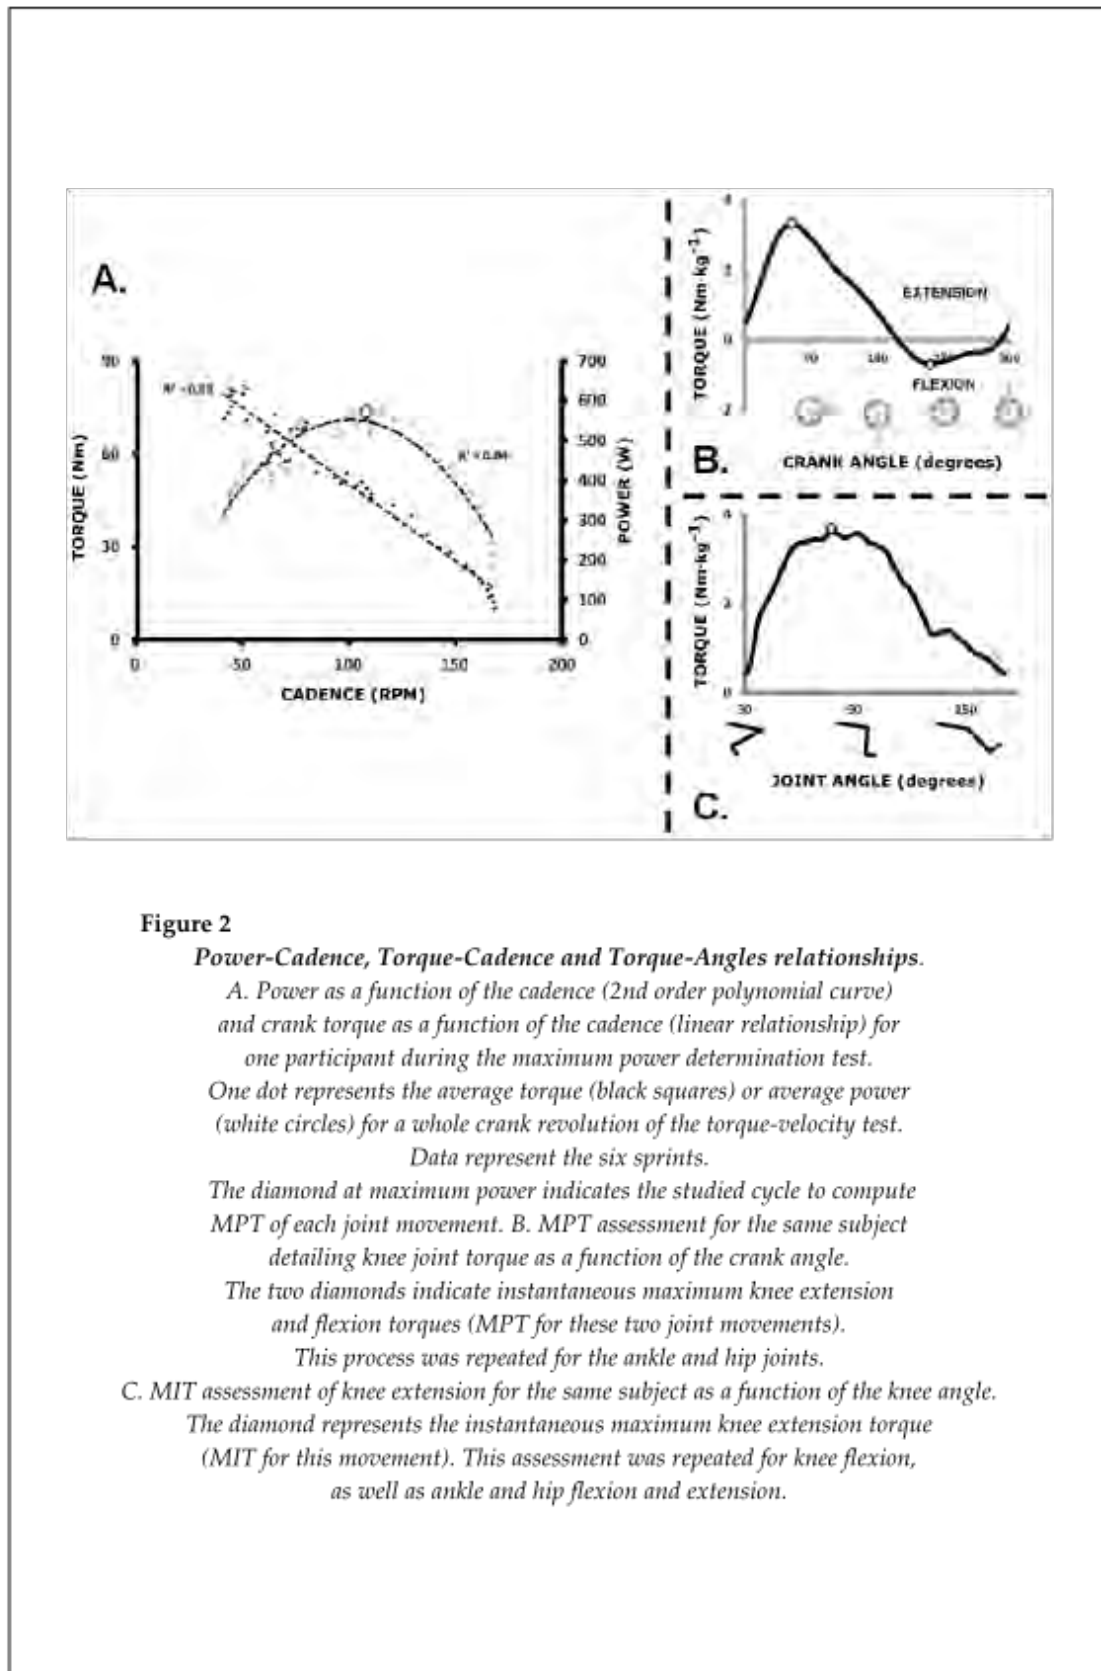 A.
90
60
30
0
TORQUE (Nm)
0
50
100
150
200
CADENCE (RPM)
700
600
500
400
300
200
100
0
POWER (W)
TORQUE (Nm·kg⁻¹)
0
EXTENSION
90
180
FLEXION
B.
CRANK ANGLE (degrees)
TORQUE (Nm·kg⁻¹)
4
0
30
90
150
JOINT ANGLE (degrees)
C.
Figure 2
Power-Cadence, Torque-Cadence and Torque-Angles relationships.
A. Power as a function of the cadence (2nd order polynomial curve)
and crank torque as a function of the cadence (linear relationship) for
one participant during the maximum power determination test.
One dot represents the average torque (black squares) or average power
(white circles) for a whole crank revolution of the torque-velocity test.
Data represent the six sprints.
The diamond at maximum power indicates the studied cycle to compute
MPT of each joint movement. B. MPT assessment for the same subject
detailing knee joint torque as a function of the crank angle.
The two diamonds indicate instantaneous maximum knee extension
and flexion torques (MPT for these two joint movements).
This process was repeated for the ankle and hip joints.
C. MIT assessment of knee extension for the same subject as a function of the knee angle.
The diamond represents the instantaneous maximum knee extension torque
(MIT for this movement). This assessment was repeated for knee flexion,
as well as ankle and hip flexion and extension.